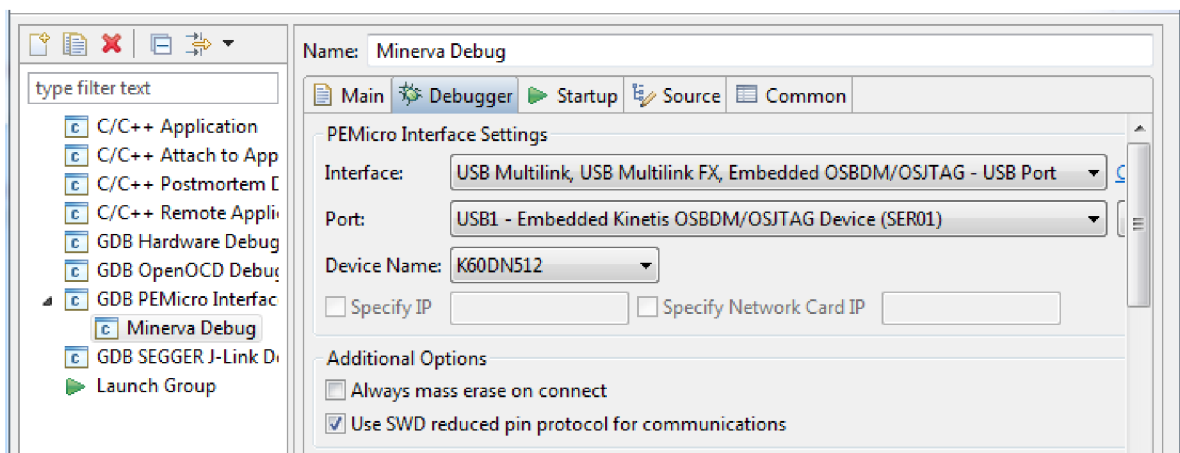 Name: Minerva Debug
type filter text
C/C++ Application
C/C++ Attach to App
C/C++ Postmortem D
C/C++ Remote Appli
GDB Hardware Debug
GDB OpenOCD Debug
GDB PEMicro Interfac
Minerva Debug
GDB SEGGER J-Link De
Launch Group
Main Debugger Startup Source Common
PEMicro Interface Settings
Interface: USB Multilink, USB Multilink FX, Embedded OSBDM/OSJTAG - USB Port
Port: USB1 - Embedded Kinetis OSBDM/OSJTAG Device (SER01)
Device Name: K60DN512
Specify IP Specify Network Card IP
Additional Options
Always mass erase on connect
Use SWD reduced pin protocol for communications